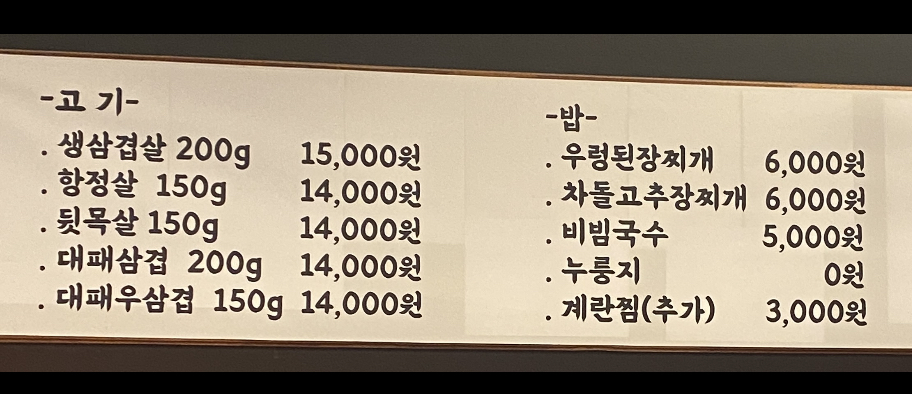 -고 기-
. 생삼겹살 200g 15,000원
. 항정살 150g 14,000원
. 뒷목살 150g 14,000원
. 대패삼겹 200g 14,000원
. 대패우삼겹 150g 14,000원
-밥-
. 우렁된장찌개 6,000원
. 차돌고추장찌개 6,000원
. 비빔국수 5,000원
. 누룽지 0원
. 계란찜(추가) 3,000원